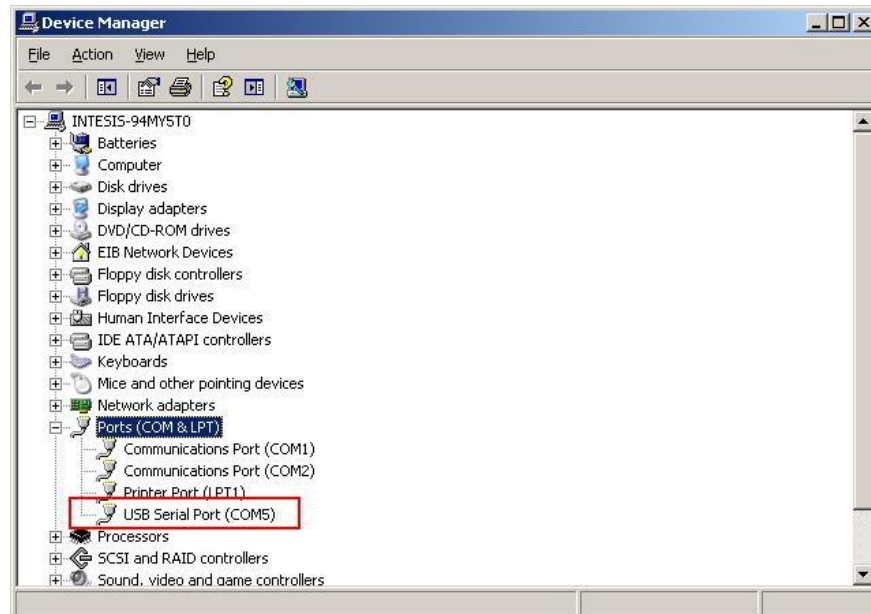 Device Manager
File Action View Help
INTESIS-94MY5T0
Batteries
Computer
Disk drives
Display adapters
DVD/CD-ROM drives
EIB Network Devices
Floppy disk controllers
Floppy disk drives
Human Interface Devices
IDE ATA/ATAPI controllers
Keyboards
Mice and other pointing devices
Network adapters
Ports (COM & LPT)
Communications Port (COM1)
Communications Port (COM2)
Printer Port (LPT1)
USB Serial Port (COM5)
Processors
SCSI and RAID controllers
Sound, video and game controllers